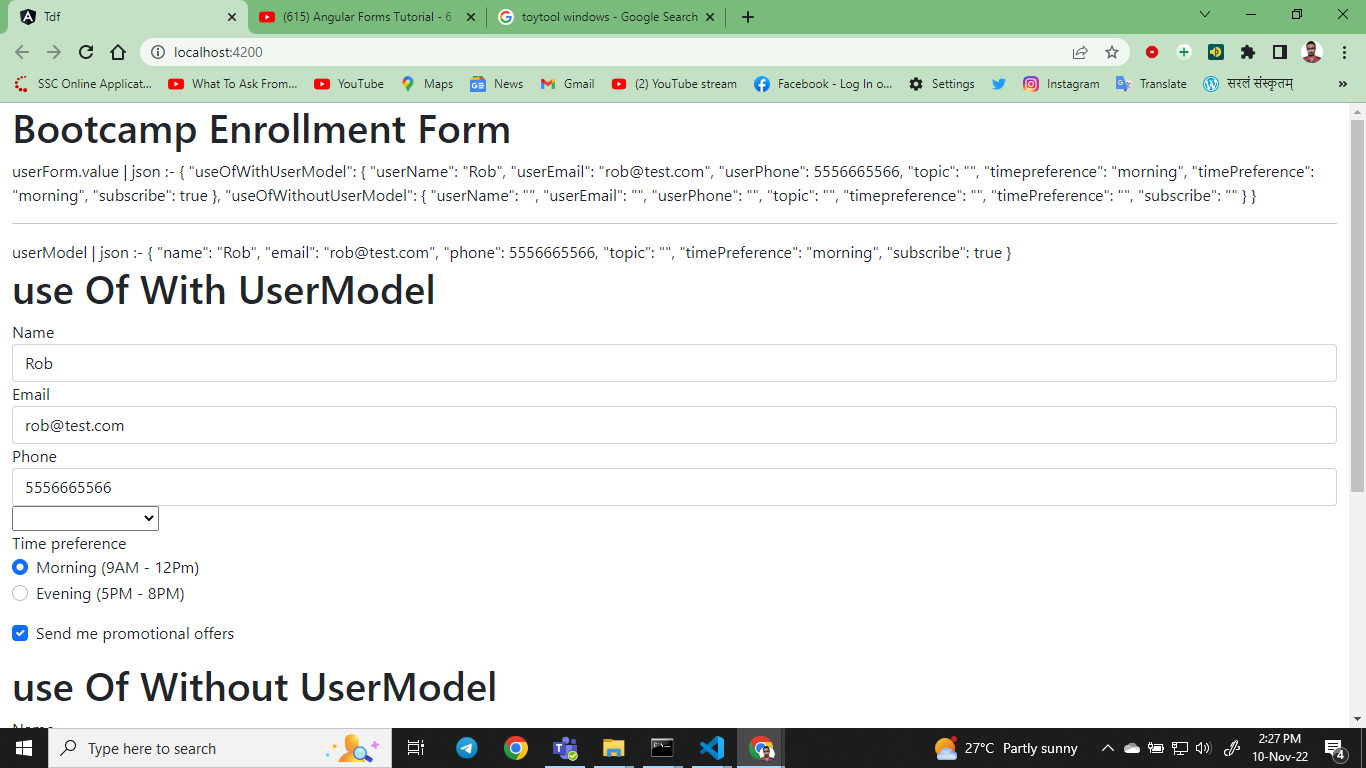 Tdf
(615) Angular Forms Tutorial - 6
toytool windows - Google Search
localhost:4200
SSC Online Applicat...
What To Ask From...
YouTube
Maps
News
Gmail
(2) YouTube stream
Facebook - Log In o...
Settings
Instagram
Translate
सरलं संस्कृतम्
»
Bootcamp Enrollment Form
userForm.value | json :- { "useOfWithUserModel": { "userName": "Rob", "userEmail": "rob@test.com", "userPhone": 5556665566, "topic": "", "timepreference": "morning", "timePreference":
"morning", "subscribe": true }, "useOfWithoutUserModel": { "userName": "", "userEmail": "", "userPhone": "", "topic": "", "timepreference": "", "timePreference": "", "subscribe": "" } }
userModel | json :- { "name": "Rob", "email": "rob@test.com", "phone": 5556665566, "topic": "", "timePreference": "morning", "subscribe": true }
use Of With UserModel
Name
Rob
Email
rob@test.com
Phone
5556665566
Time preference
Morning (9AM - 12Pm)
Evening (5PM - 8PM)
Send me promotional offers
use Of Without UserModel
Name
Type here to search
27°C Partly sunny
2:27 PM
10-Nov-22
4